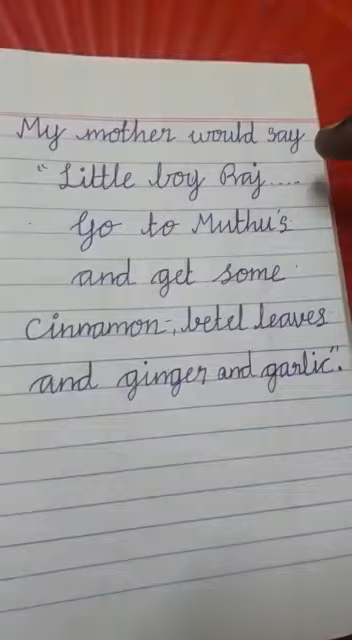 My mother would say
"Little boy Raj....
Go to Muthu's
and get some
Cinnamon, betel leaves
and ginger and garlic".